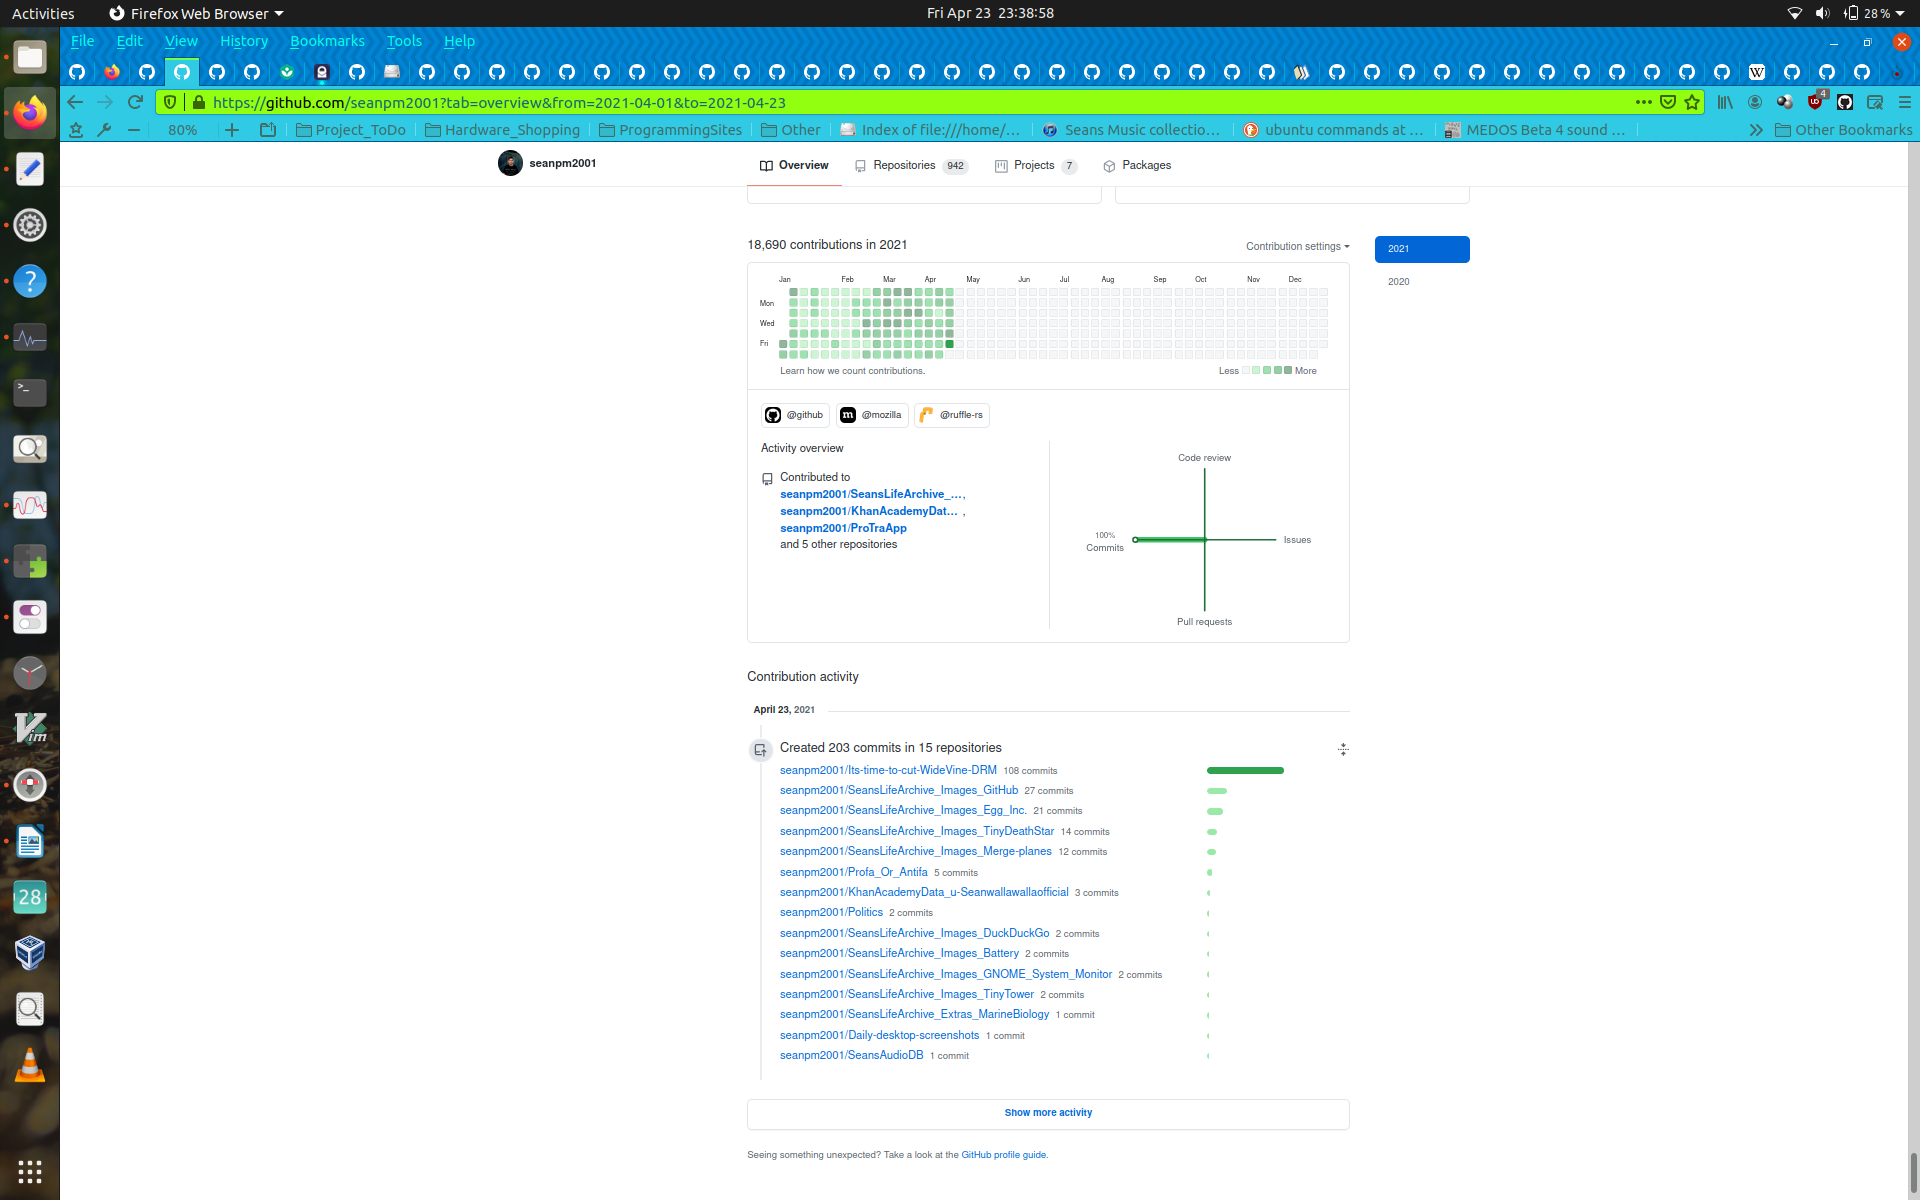 Activities Firefox Web Browser Fri Apr 23 23:38:58 28 %
File Edit View History Bookmarks Tools Help
W
https://github.com/seanpm2001?tab=overview&from=2021-04-01&to=2021-04-23 4
80% Project_ToDo Hardware_Shopping ProgrammingSites Other Index of file:///home/... Seans Music collectio... ubuntu commands at ... MEDOS Beta 4 sound ... Other Bookmarks
seanpm2001 Overview Repositories 942 Projects 7 Packages
18,690 contributions in 2021 Contribution settings 2021
2020
Jan Feb Mar Apr May Jun Jul Aug Sep Oct Nov Dec
Mon
Wed
Fri
Learn how we count contributions. Less More
@github m @mozilla @ruffle-rs
Activity overview
Contributed to
seanpm2001/SeansLifeArchive_...,
seanpm2001/KhanAcademyDat... ,
seanpm2001/ProTraApp
and 5 other repositories
Code review
100%
Commits
Issues
Pull requests
Contribution activity
April 23, 2021
Created 203 commits in 15 repositories
seanpm2001/Its-time-to-cut-WideVine-DRM 108 commits
seanpm2001/SeansLifeArchive_Images_GitHub 27 commits
seanpm2001/SeansLifeArchive_Images_Egg_Inc. 21 commits
seanpm2001/SeansLifeArchive_Images_TinyDeathStar 14 commits
seanpm2001/SeansLifeArchive_Images_Merge-planes 12 commits
seanpm2001/Profa_Or_Antifa 5 commits
seanpm2001/KhanAcademyData_u-Seanwallawallaofficial 3 commits
seanpm2001/Politics 2 commits
seanpm2001/SeansLifeArchive_Images_DuckDuckGo 2 commits
seanpm2001/SeansLifeArchive_Images_Battery 2 commits
seanpm2001/SeansLifeArchive_Images_GNOME_System_Monitor 2 commits
seanpm2001/SeansLifeArchive_Images_TinyTower 2 commits
seanpm2001/SeansLifeArchive_Extras_MarineBiology 1 commit
seanpm2001/Daily-desktop-screenshots 1 commit
seanpm2001/SeansAudioDB 1 commit
Show more activity
Seeing something unexpected? Take a look at the GitHub profile guide.
>_
?
Vim
28